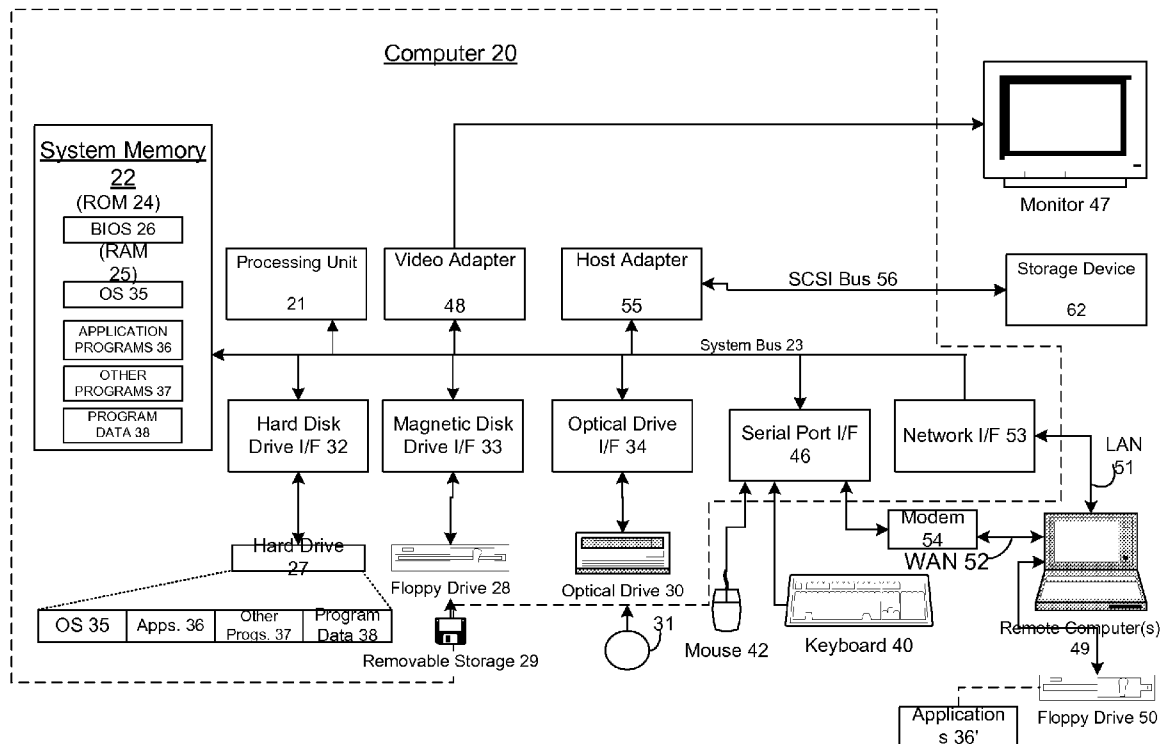 Computer 20
System Memory
22
(ROM 24)
BIOS 26
(RAM
25)
OS 35
APPLICATION
PROGRAMS 36
OTHER
PROGRAMS 37
PROGRAM
DATA 38
Processing Unit
21
Video Adapter
48
Host Adapter
55
SCSI Bus 56
Monitor 47
Storage Device
62
System Bus 23
Hard Disk
Drive I/F 32
Magnetic Disk
Drive I/F 33
Optical Drive
I/F 34
Serial Port I/F
46
Network I/F 53
LAN
51
Hard Drive
27
Floppy Drive 28
Optical Drive 30
Modem
54
WAN 52
OS 35
Apps. 36
Other
Progs. 37
Program
Data 38
Removable Storage 29
31
Mouse 42
Keyboard 40
Remote Computer(s)
49
Floppy Drive 50
Application
s 36'